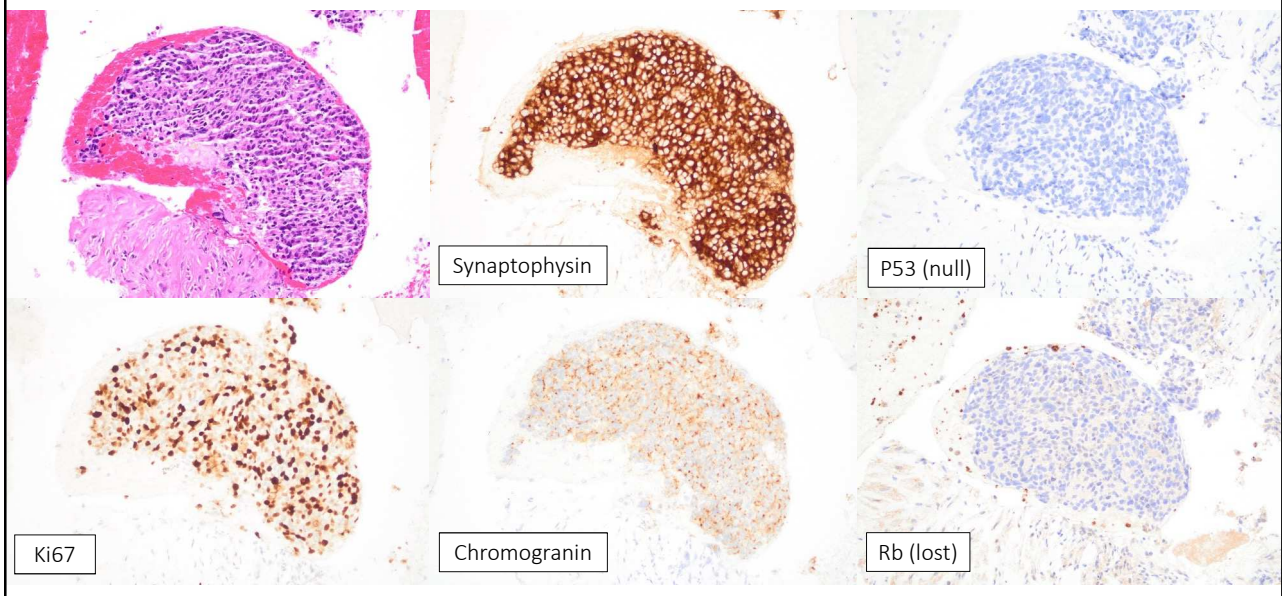 Synaptophysin
P53 (null)
Ki67
Chromogranin
Rb (lost)